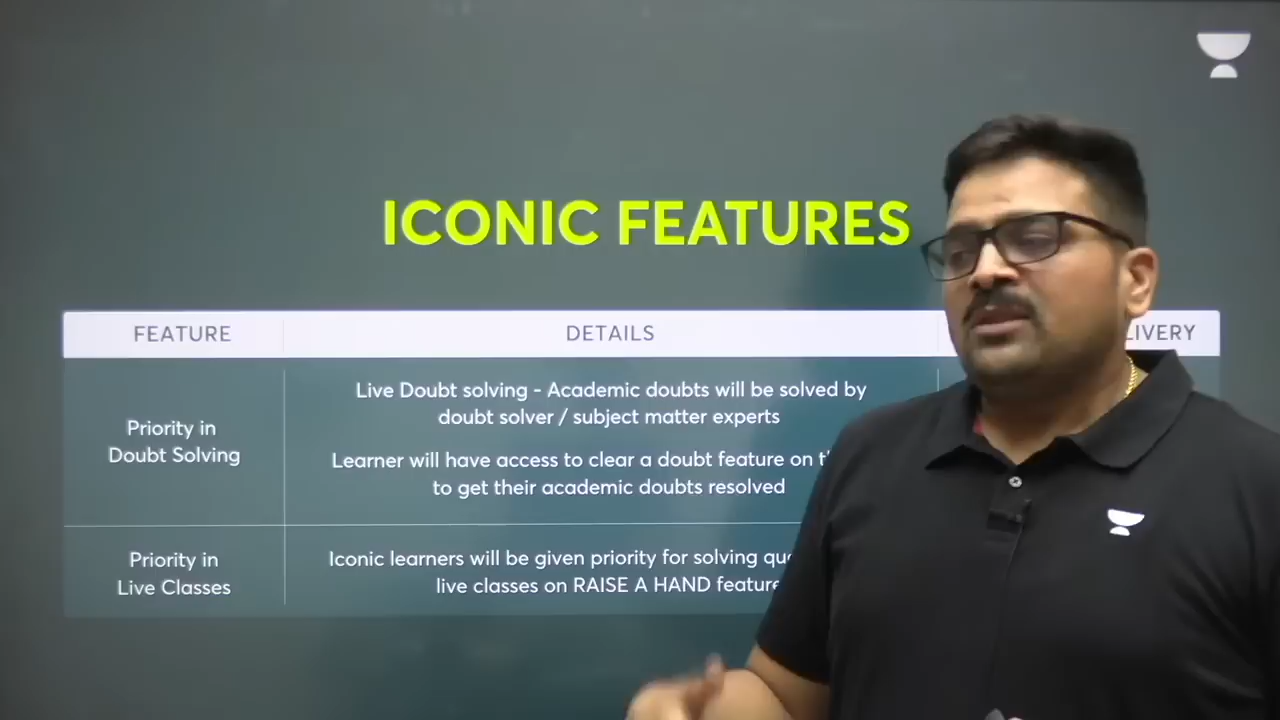 ICONIC FEATURES
FEATURE
DETAILS
LIVERY
Priority in
Doubt Solving
Live Doubt solving - Academic doubts will be solved by
doubt solver / subject matter experts
Learner will have access to clear a doubt feature on
to get their academic doubts resolved
Priority in
Live Classes
Iconic learners will be given priority for solving
live classes on RAISE A HAND feature